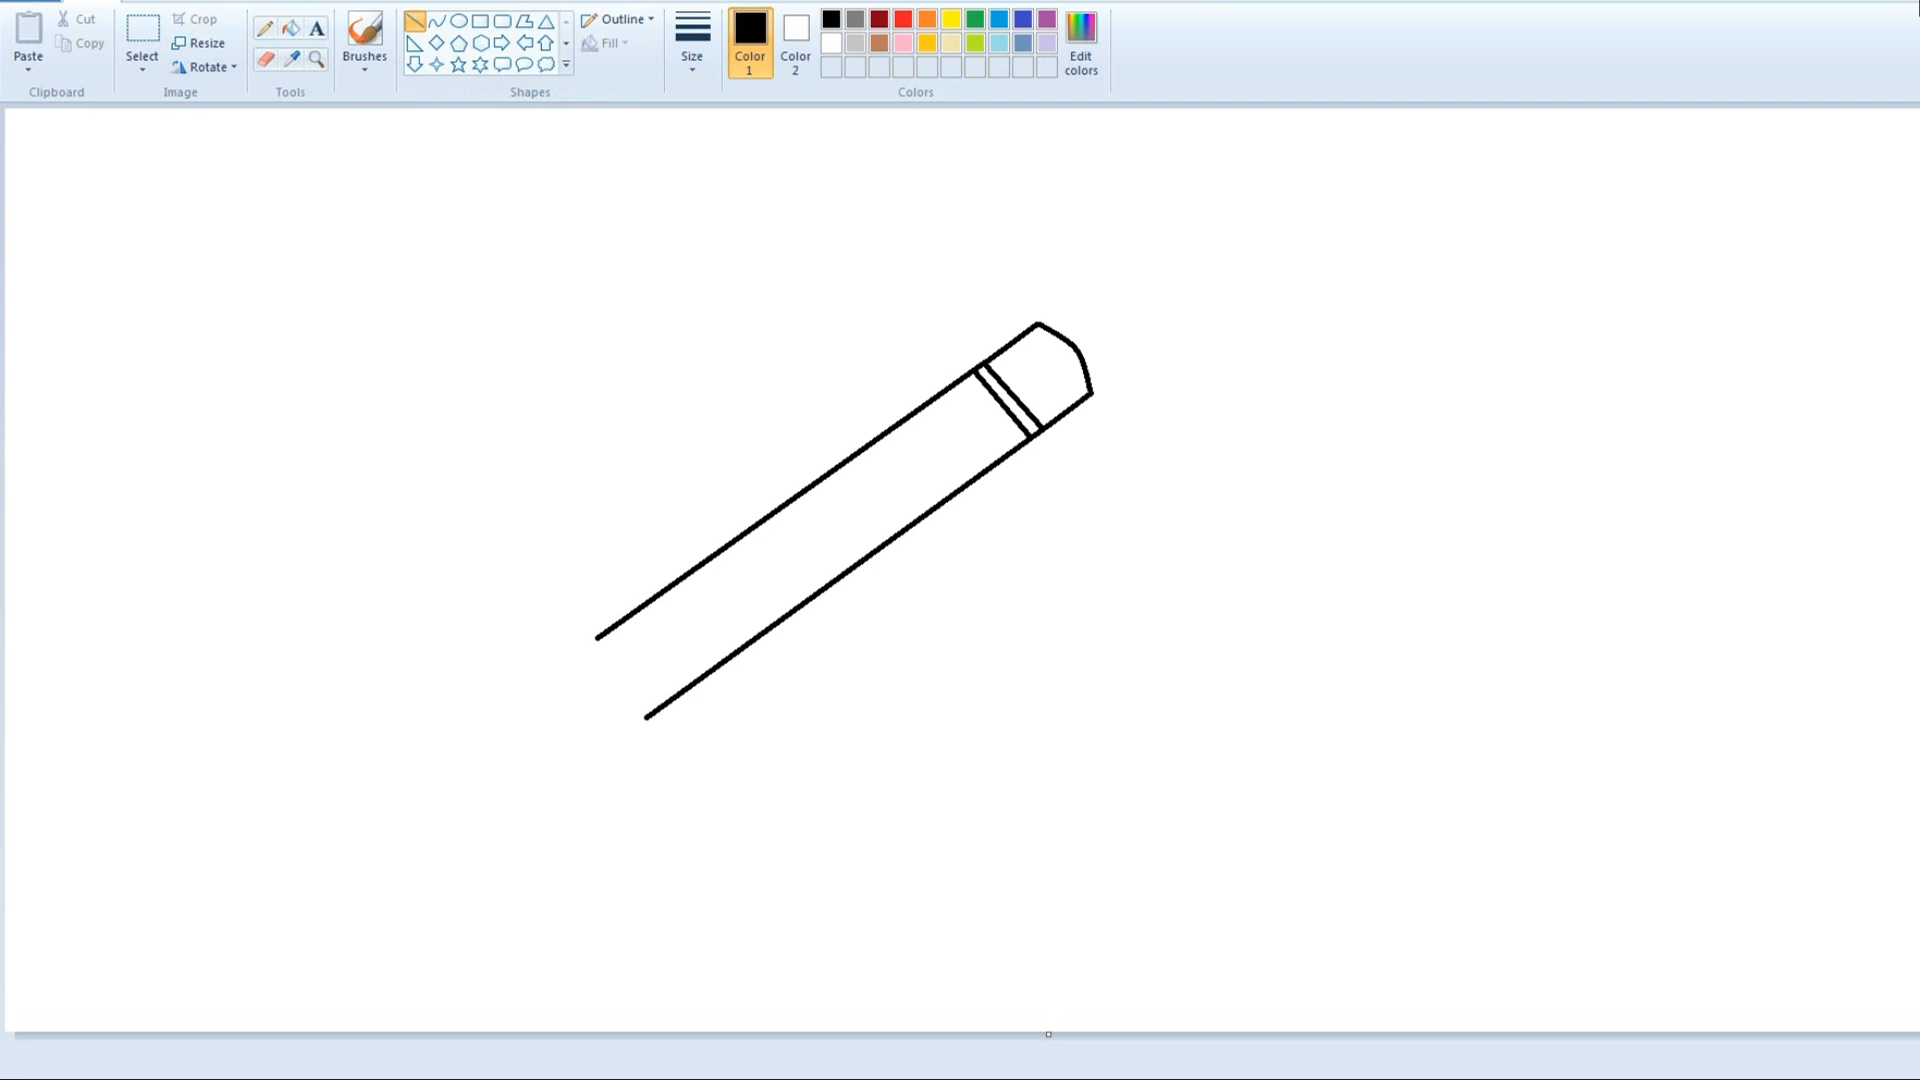 Cut
Crop
Outline
Copy
Resize
Fill
Paste
Select
Rotate
A
Brushes
Size
Color 1
Color 2
Edit colors
Clipboard
Image
Tools
Shapes
Colors